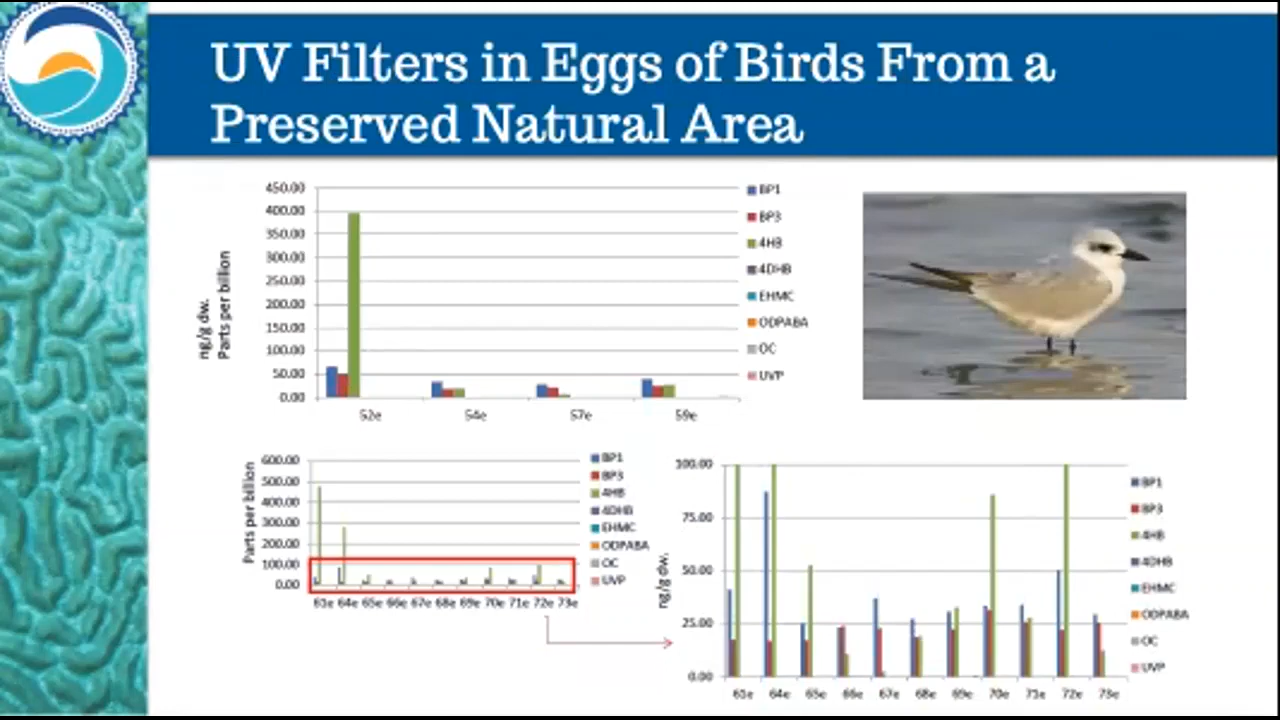 UV Filters in Eggs of Birds From a
Preserved Natural Area
450.00
400.00
350.00
300.00
250.00
200.00
150.00
100.00
50.00
0.00
ng/g dw.
Parts per billion
52e 54e 57e 59e
BP1
BP3
4HB
4DHB
EHMC
ODPABA
OC
UVP
600.00
500.00
400.00
300.00
200.00
100.00
0.00
Parts per billion
61e 64e 65e 66e 67e 68e 69e 70e 71e 72e 73e
BP1
BP3
4HB
4DHB
EHMC
ODPABA
OC
UVP
100.00
75.00
50.00
25.00
0.00
ng/g dw.
61e 64e 65e 66e 67e 68e 69e 70e 71e 72e 73e
BP1
BP3
4HB
4DHB
EHMC
ODPABA
OC
UVP